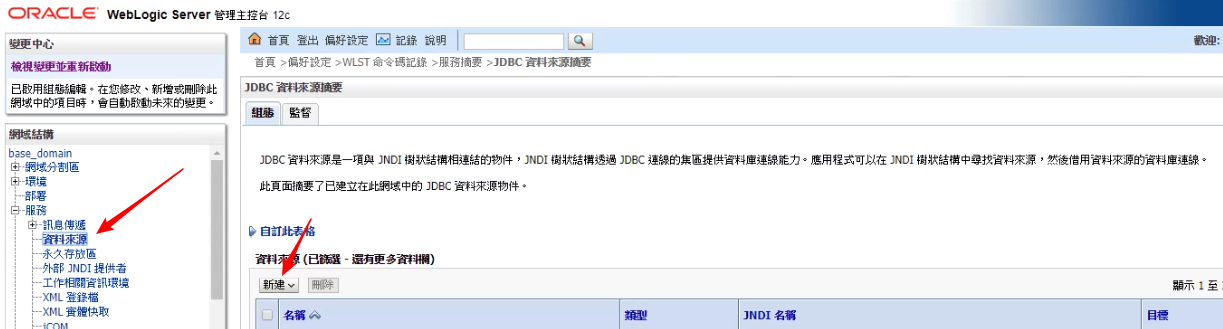 ORACLE WebLogic Server 管理主控台 12c
變更中心
檢視變更並重新啟動
已啟用組態編輯。在您修改、新增或刪除此
網域中的項目時，會自動啟動未來的變更。
網域結構
base_domain
網域分割區
環境
部署
服務
訊息傳遞
資料來源
永久存放區
外部 JNDI 提供者
工作相關資訊環境
XML 登錄檔
XML 實體快取
jCOM
首頁 登出 偏好設定 記錄 說明
歡迎:
首頁 >偏好設定 >WLST 命令碼記錄 >服務摘要 >JDBC 資料來源摘要
JDBC 資料來源摘要
組態 監督
JDBC 資料來源是一項與 JNDI 樹狀結構相連結的物件，JNDI 樹狀結構透過 JDBC 連線的集區提供資料庫連線能力。應用程式可以在 JNDI 樹狀結構中尋找資料來源，然後借用資料來源的資料庫連線。
此頁面摘要了已建立在此網域中的 JDBC 資料來源物件。
自訂此表格
資料來源 (已篩選 - 還有更多資料欄)
新建 刪除
顯示 1 至
名稱 類型 JNDI 名稱 目標